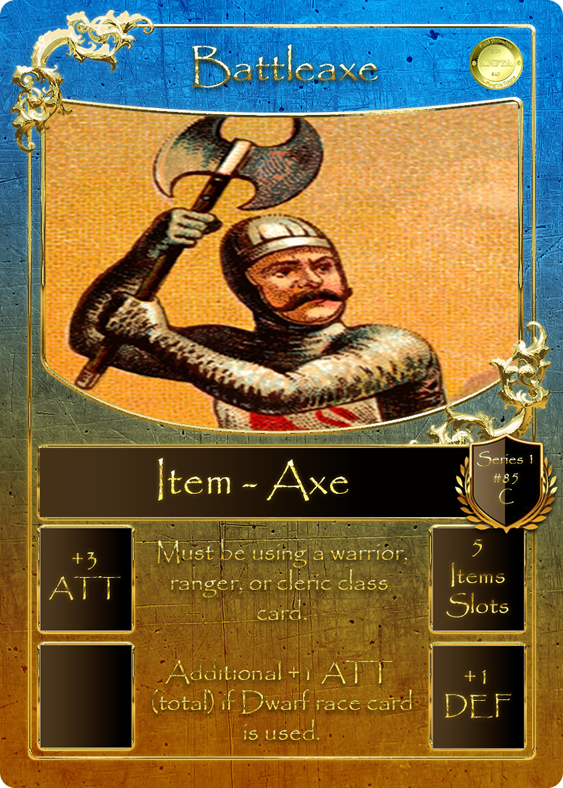 Battleaxe
Item - Axe
Series 1
#85
C
+3
ATT
Must be using a warrior,
ranger, or cleric class
card.
5
Items
Slots
Additional +1 ATT
(total) if Dwarf race card
is used.
+1
DEF